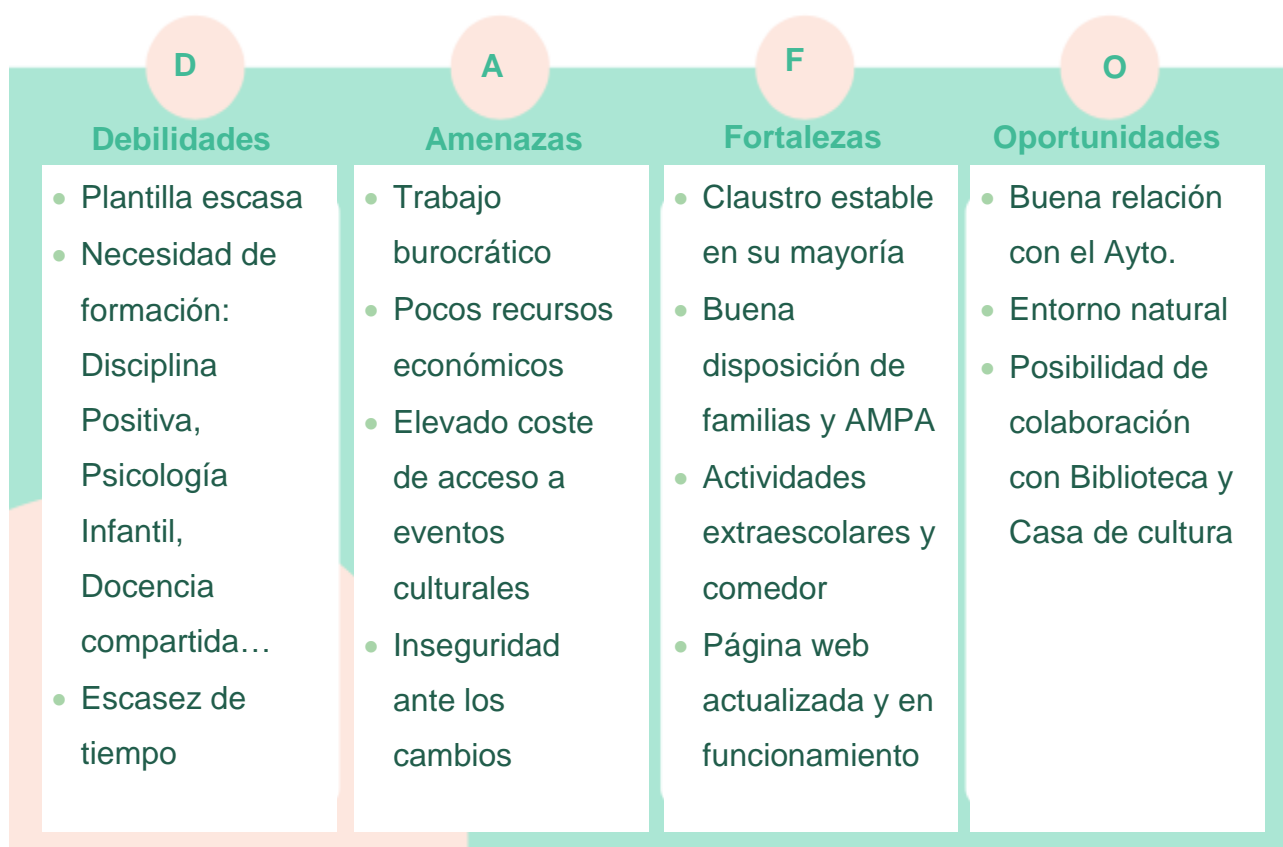 D
Debilidades
Plantilla escasa
Necesidad de
formación:
Disciplina
Positiva,
Psicología
Infantil,
Docencia
compartida…
Escasez de
tiempo
A
Amenazas
Trabajo
burocrático
Pocos recursos
económicos
Elevado coste
de acceso a
eventos
culturales
Inseguridad
ante los
cambios
F
Fortalezas
Claustro estable
en su mayoría
Buena
disposición de
familias y AMPA
Actividades
extraescolares y
comedor
Página web
actualizada y en
funcionamiento
O
Oportunidades
Buena relación
con el Ayto.
Entorno natural
Posibilidad de
colaboración
con Biblioteca y
Casa de cultura